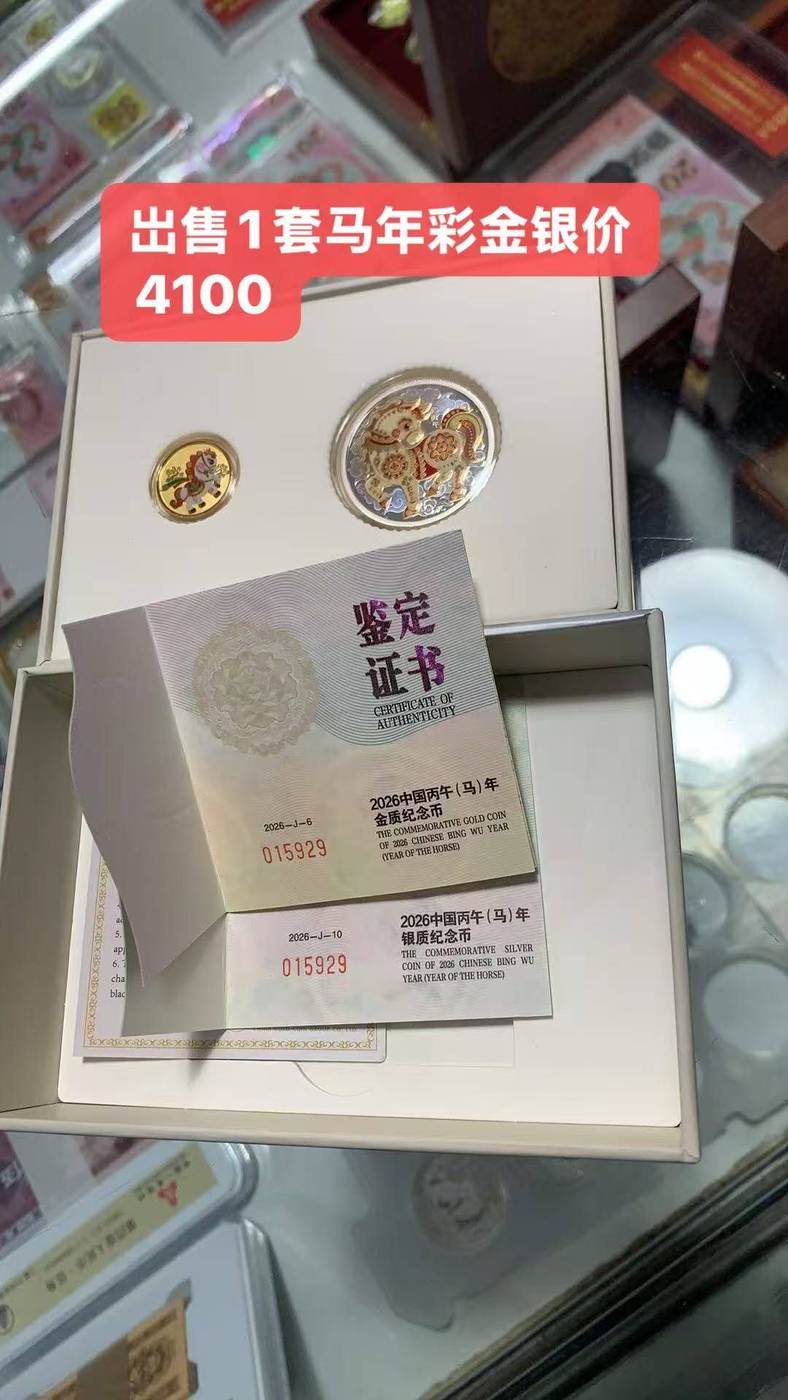 出售1套马年彩金银价
4100
鉴定
证书
CERTIFICATE OF
AUTHENTICITY
2026-J-6
015929
2026中国丙午(马)年
金质纪念币
THE COMMEMORATIVE GOLD COIN
OF 2026 CHINESE BING WU YEAR
(YEAR OF THE HORSE)
2026-J-10
015929
2026中国丙午(马)年
银质纪念币
THE COMMEMORATIVE SILVER
COIN OF 2026 CHINESE BING WU
YEAR (YEAR OF THE HORSE)
5.
6.